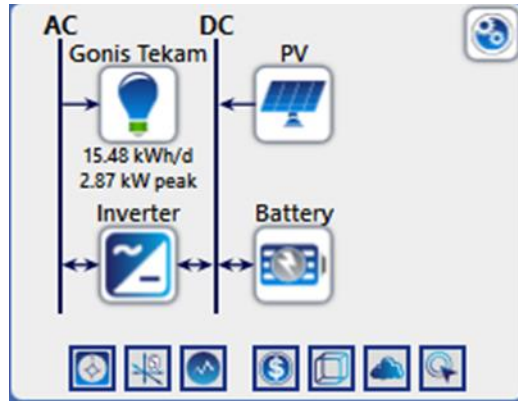 AC DC
Gonis Tekam PV
15.48 kWh/d
2.87 kW peak
Inverter Battery